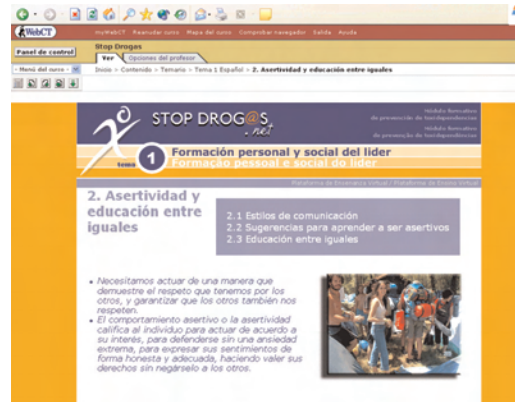 WebCT
myWebCT Reanudar curso Mapa del curso Comprobar navegador Salida Ayuda
Panel de control
Stop Drogas
Ver Opciones del profesor
- Menú del curso -
Inicio > Contenido > Temario > Tema 1 Español > 2. Asertividad y educación entre iguales
STOP DROG@S
.net
Módulo formativo
de prevención de toxidependencias
Módulo formativo
de prevenção de toxidependências
tema 1 Formación personal y social del líder
Formação pessoal e social do líder
Plataforma de Enseñanza Virtual / Plataforma de Ensino Virtual
2. Asertividad y
educación entre
iguales
2.1 Estilos de comunicación
2.2 Sugerencias para aprender a ser asertivos
2.3 Educación entre iguales
Necesitamos actuar de una manera que
demuestre el respeto que tenemos por los
otros, y garantizar que los otros también nos
respeten.
El comportamiento asertivo o la asertividad
califica al individuo para actuar de acuerdo a
su interés, para defenderse sin una ansiedad
extrema, para expresar sus sentimientos de
forma honesta y adecuada, haciendo valer sus
derechos sin negárselo a los otros.